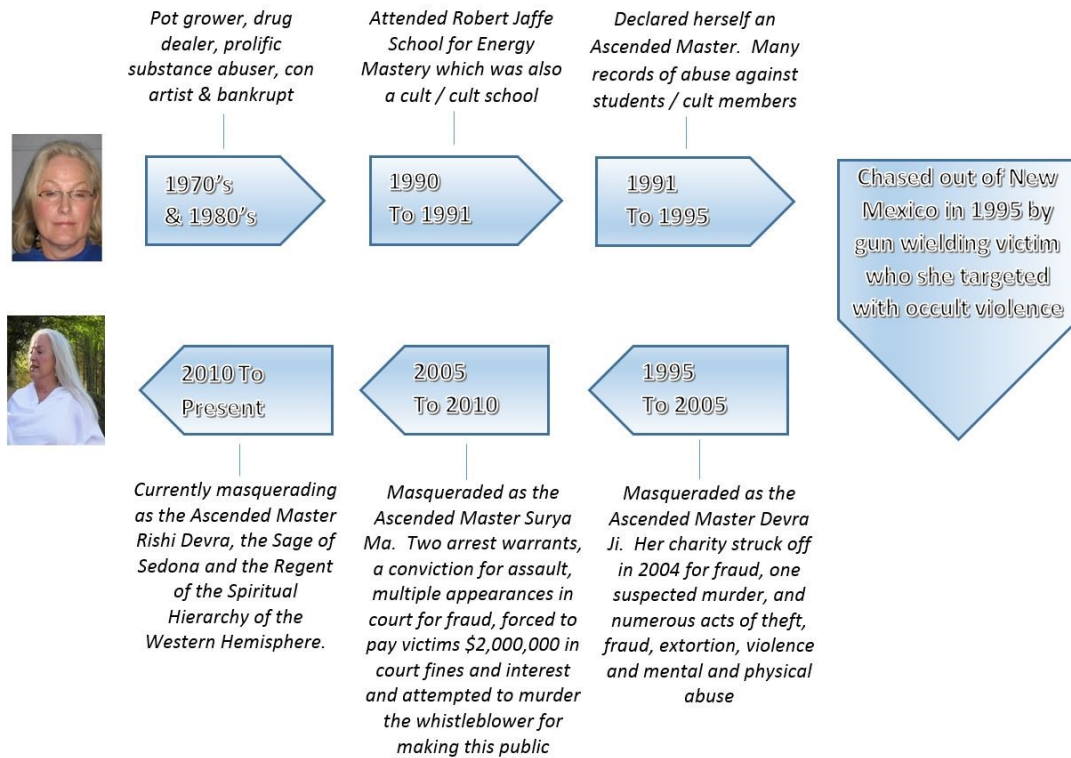 Pot grower, drug
dealer, prolific
substance abuser, con
artist & bankrupt
Attended Robert Jaffe
School for Energy
Mastery which was also
a cult / cult school
Declared herself an
Ascended Master.  Many
records of abuse against
students / cult members
1970's
& 1980's
1990
To 1991
1991
To 1995
Chased out of New
Mexico in 1995 by
gun wielding victim
who she targeted
with occult violence
1995
To 2005
2005
To 2010
2010 To
Present
Masqueraded as the
Ascended Master Devra
Ji.  Her charity struck off
in 2004 for fraud, one
suspected murder, and
numerous acts of theft,
fraud, extortion, violence
and mental and physical
abuse
Masqueraded as the
Ascended Master Surya
Ma.  Two arrest warrants,
a conviction for assault,
multiple appearances in
court for fraud, forced to
pay victims $2,000,000 in
court fines and interest
and attempted to murder
the whistleblower for
making this public
Currently masquerading
as the Ascended Master
Rishi Devra, the Sage of
Sedona and the Regent
of the Spiritual
Hierarchy of the
Western Hemisphere.